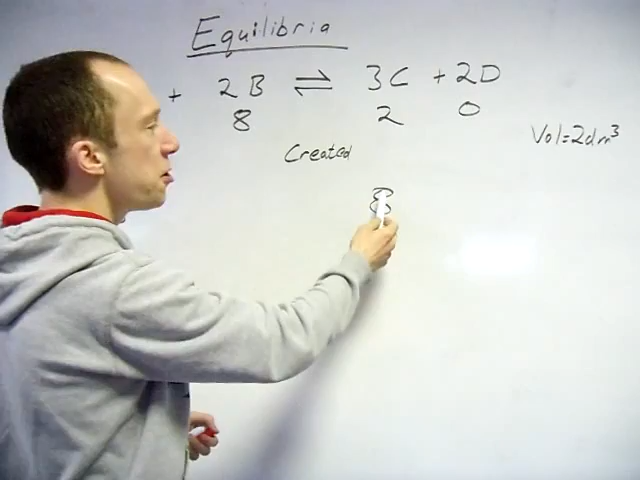 Equilibria
+ 2B ⇌ 3C + 2D
8 2 0
Vol=2dm³
Created
8